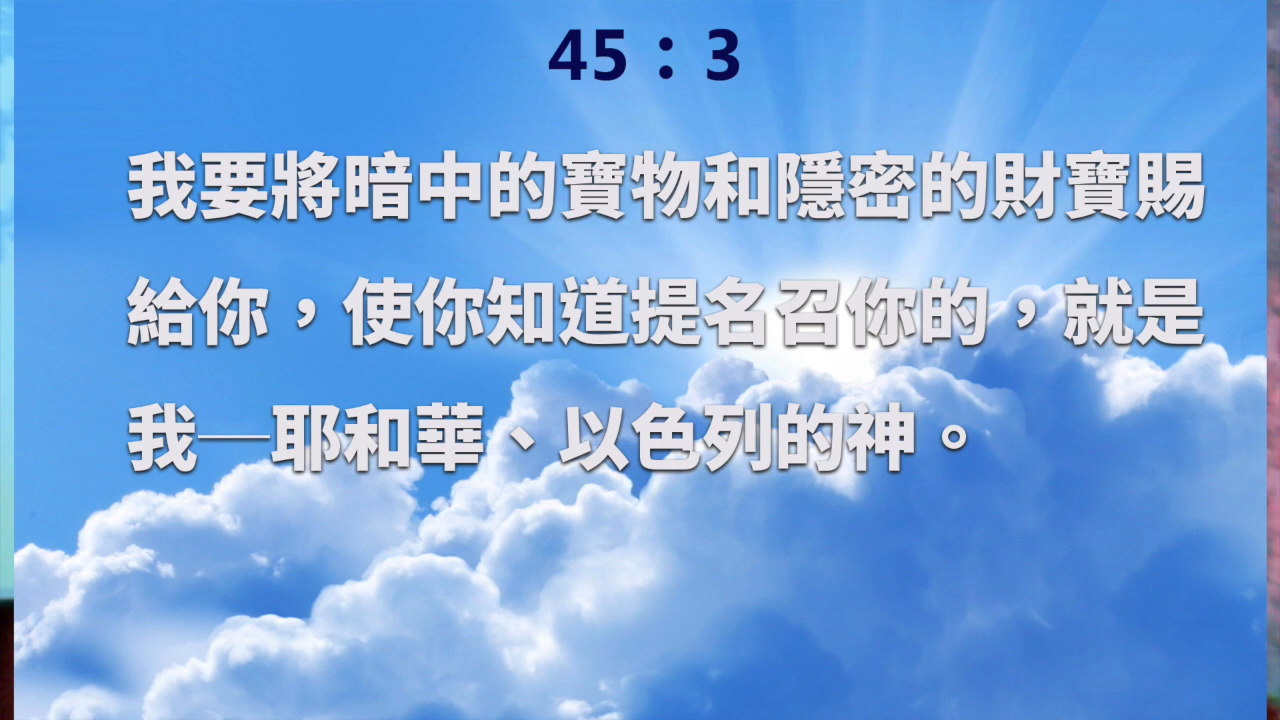 45：3
我要將暗中的寶物和隱密的財寶賜
給你，使你知道提名召你的，就是
我─耶和華、以色列的神。